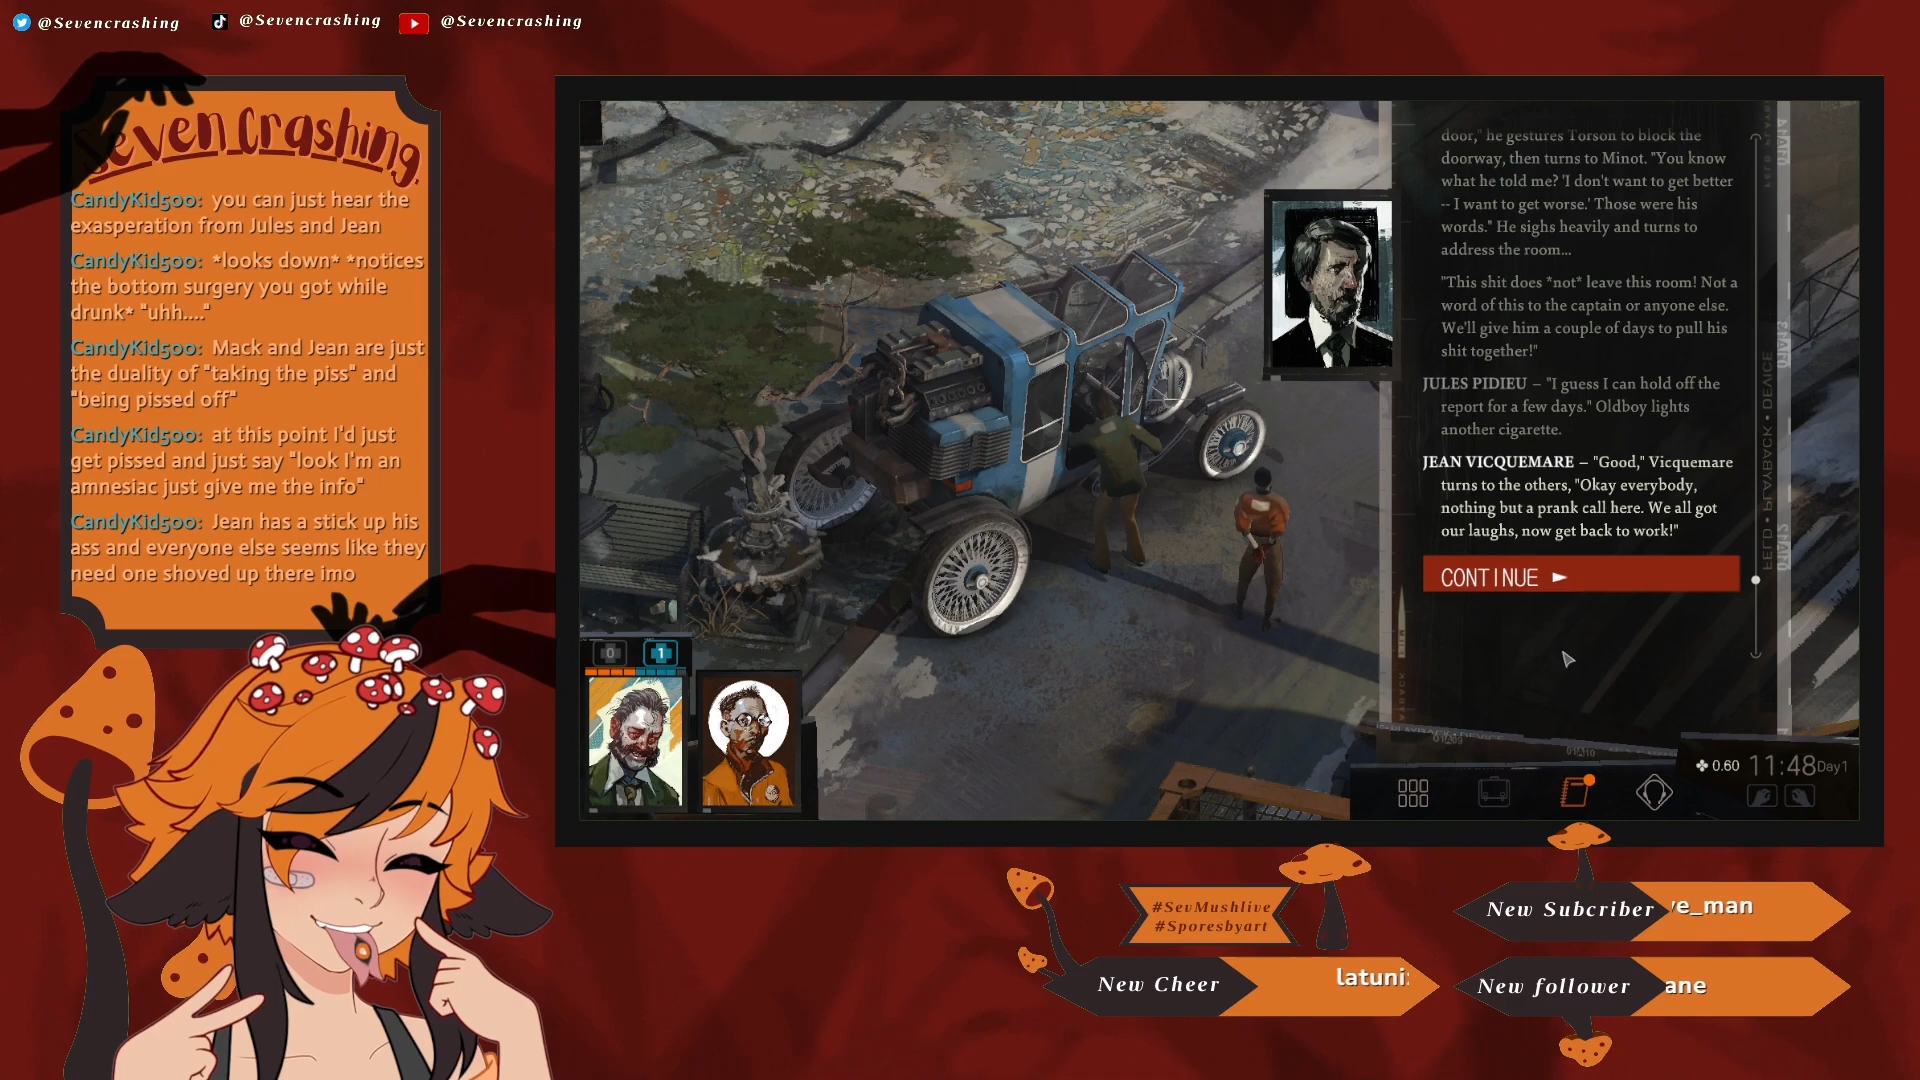 @Sevencrashing
@Sevencrashing
@Sevencrashing
Seven Crashing
CandyKid500: you can just hear the
exasperation from Jules and Jean
CandyKid500: *looks down* *notices
the bottom surgery you got while
drunk* "uhh...."
CandyKid500: Mack and Jean are just
the duality of "taking the piss" and
"being pissed off"
CandyKid500: at this point I'd just
get pissed and just say "look I'm an
amnesiac just give me the info"
CandyKid500: Jean has a stick up his
ass and everyone else seems like they
need one shoved up there imo
door," he gestures Torson to block the
doorway, then turns to Minot. "You know
what he told me? 'I don't want to get better
-- I want to get worse.' Those were his
words." He sighs heavily and turns to
address the room...
"This shit does *not* leave this room! Not a
word of this to the captain or anyone else.
We'll give him a couple of days to pull his
shit together!"
JULES PIDIEU – "I guess I can hold off the
report for a few days." Oldboy lights
another cigarette.
JEAN VICQUEMARE – "Good," Vicquemare
turns to the others, "Okay everybody,
nothing but a prank call here. We all got
our laughs, now get back to work!"
CONTINUE
FELD • PLAYBACK • DEVICE
0
1
0.60
11:48 Day1
#SevMushlive
#Sporesbyart
New Cheer
latuni
New Subcriber
ve_man
New follower
ane